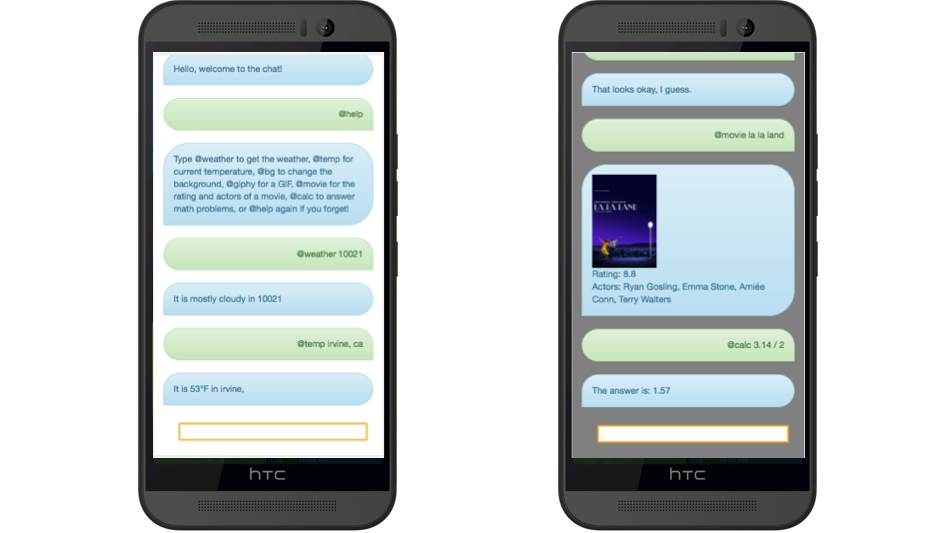 Hello, welcome to the chat!
@help
Type @weather to get the weather, @temp for
current temperature, @bg to change the
background, @giphy for a GIF, @movie for the
rating and actors of a movie, @calc to answer
math problems, or @help again if you forget!
@weather 10021
It is mostly cloudy in 10021
@temp irvine, ca
It is 53°F in irvine,
hTC
That looks okay, I guess.
@movie la la land
LA LA LAND
Rating: 8.8
Actors: Ryan Gosling, Emma Stone, Amiée
Conn, Terry Walters
@calc 3.14 / 2
The answer is: 1.57
hTC